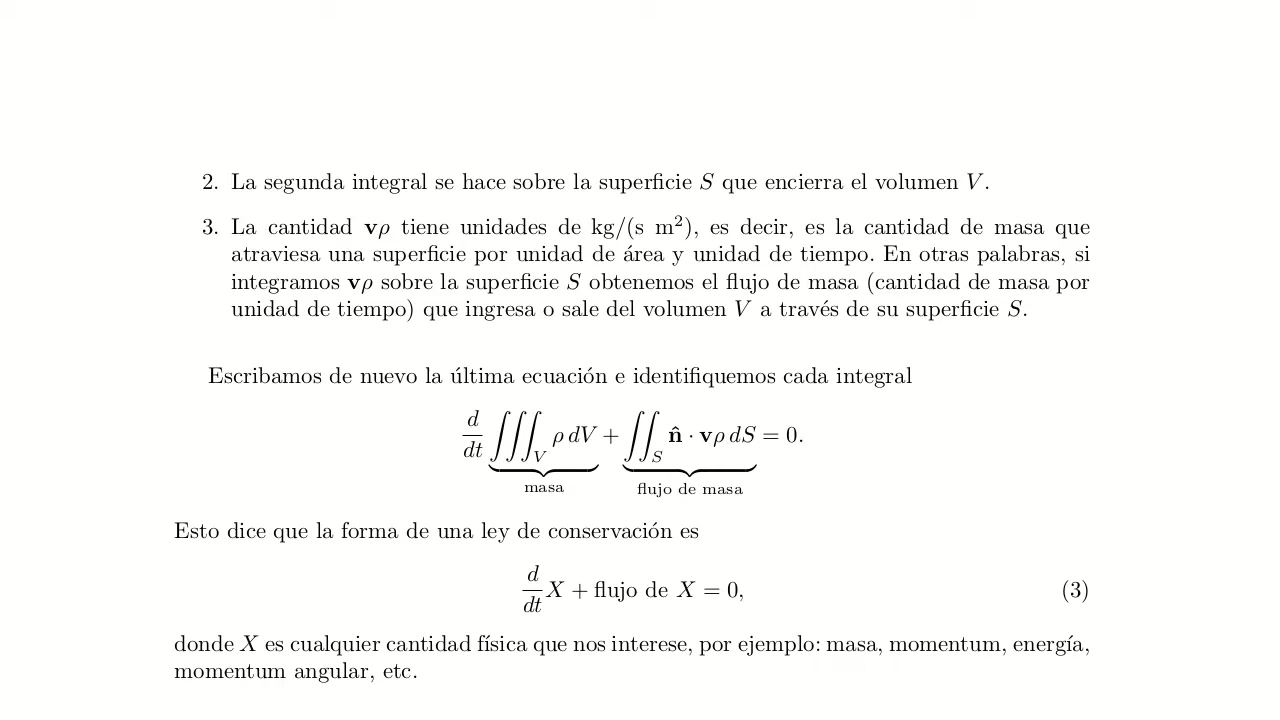 2. La segunda integral se hace sobre la superficie S que encierra el volumen V.
3. La cantidad vρ tiene unidades de kg/(s m²), es decir, es la cantidad de masa que
atraviesa una superficie por unidad de área y unidad de tiempo. En otras palabras, si
integramos vρ sobre la superficie S obtenemos el flujo de masa (cantidad de masa por
unidad de tiempo) que ingresa o sale del volumen V a través de su superficie S.
Escribamos de nuevo la última ecuación e identifiquemos cada integral
d/dt ∭_V ρ dV + ∬_S n̂ · vρ dS = 0.
masa flujo de masa
Esto dice que la forma de una ley de conservación es
d/dt X + flujo de X = 0, (3)
donde X es cualquier cantidad física que nos interese, por ejemplo: masa, momentum, energía,
momentum angular, etc.